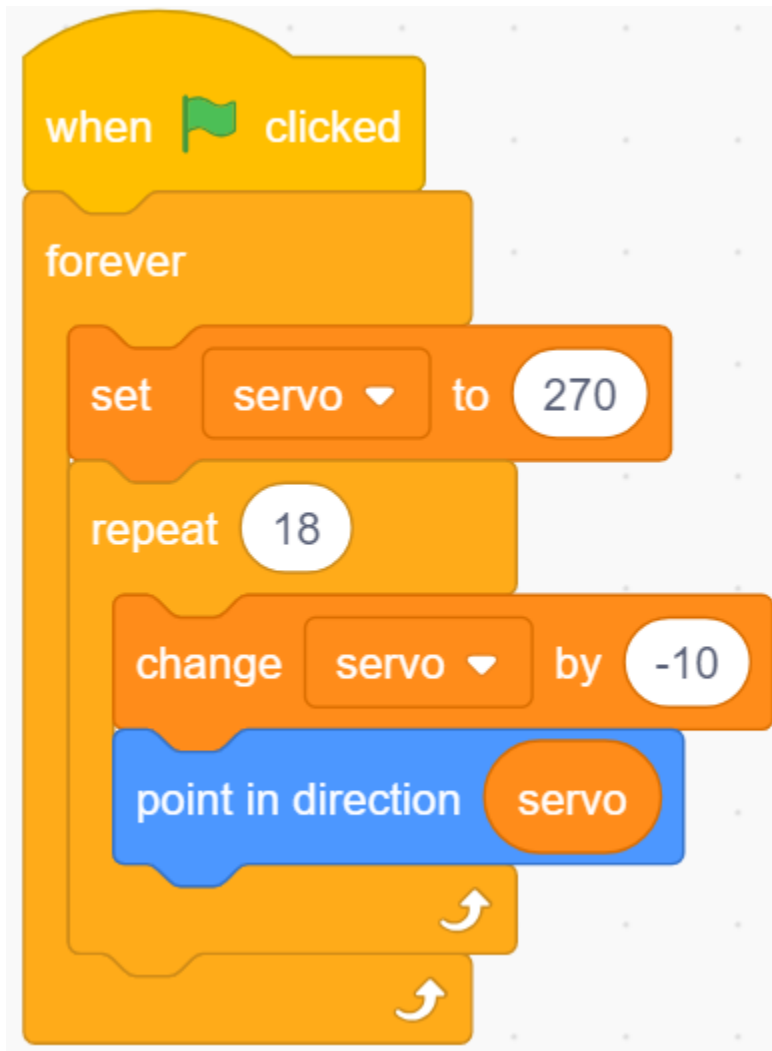 when clicked
forever
set servo to 270
repeat 18
change servo by -10
point in direction servo